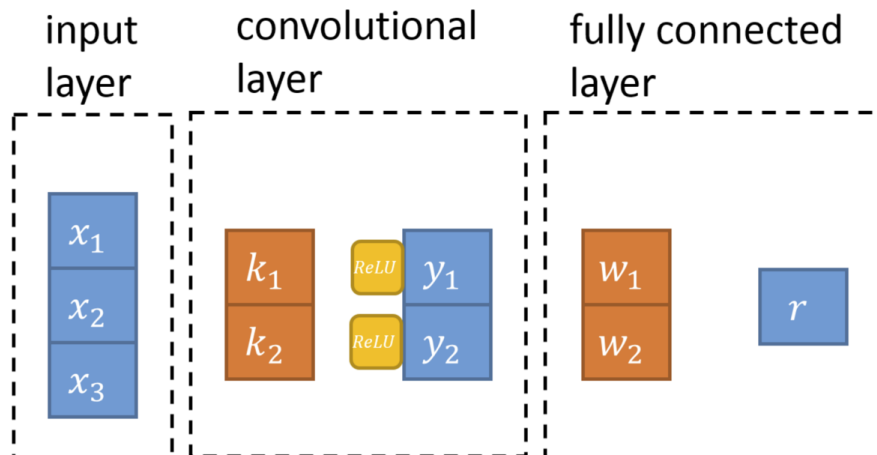 input
layer
convolutional
layer
fully connected
layer
x₁
x₂
x₃
k₁
k₂
ReLU
ReLU
y₁
y₂
w₁
w₂
r